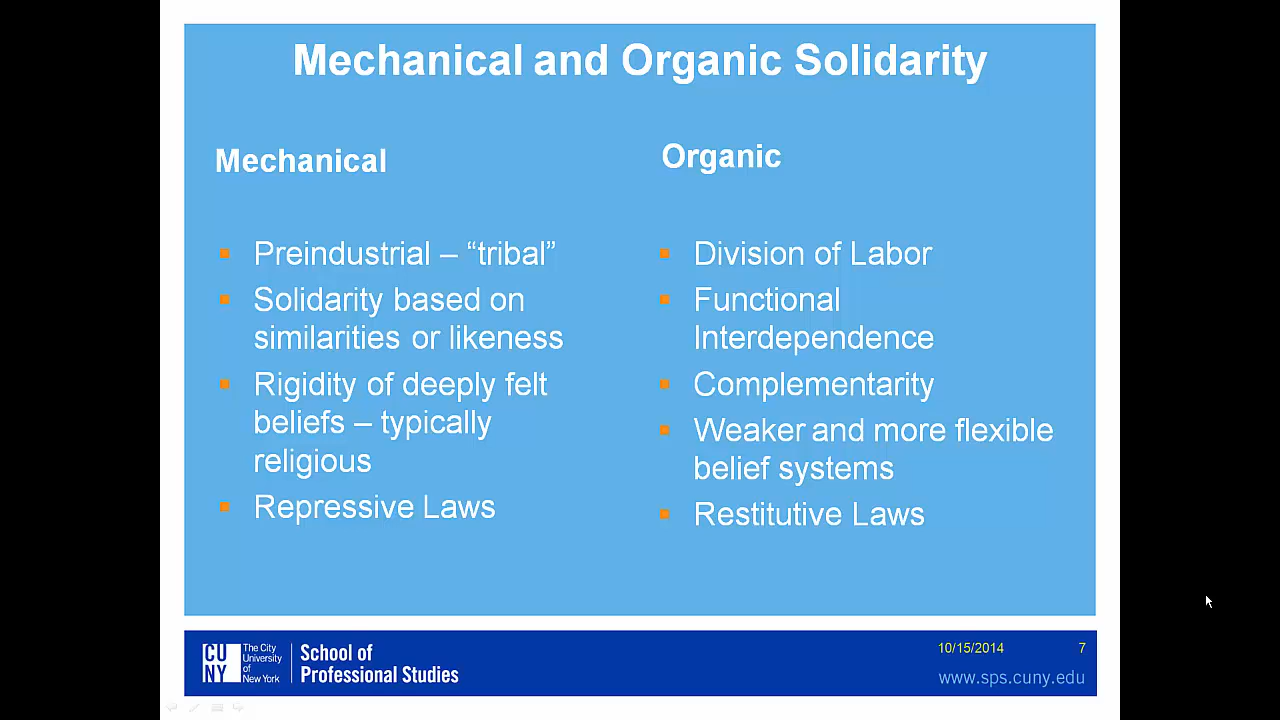 Mechanical and Organic Solidarity
Mechanical
Preindustrial – “tribal”
Solidarity based on
similarities or likeness
Rigidity of deeply felt
beliefs – typically
religious
Repressive Laws
Organic
Division of Labor
Functional
Interdependence
Complementarity
Weaker and more flexible
belief systems
Restitutive Laws
CU
NY
The City
University
of
New York
School of
Professional Studies
10/15/2014
7
www.sps.cuny.edu